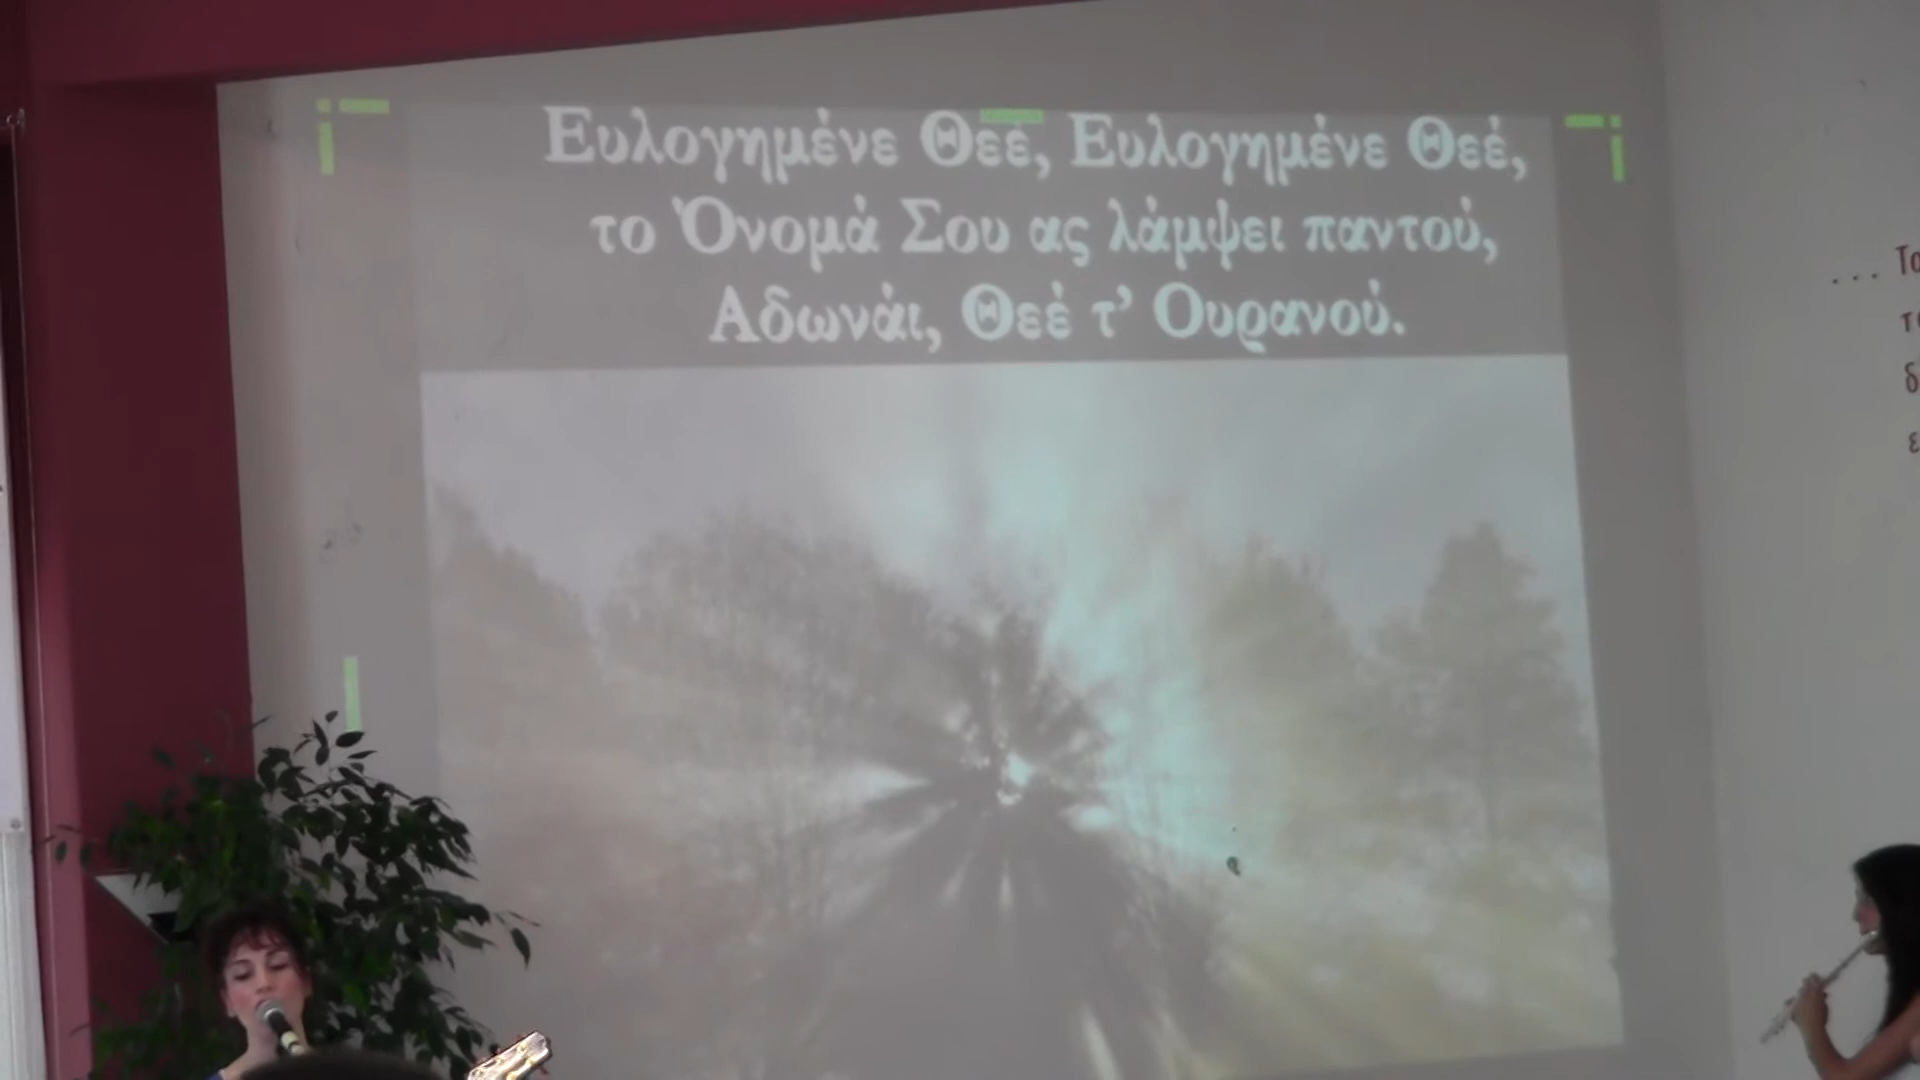 Ευλογημένε Θεέ, Ευλογημένε Θεέ,
το Όνομά Σου ας λάμψει παντού,
Αδωνάι, Θεέ τ’ Ουρανού.
...